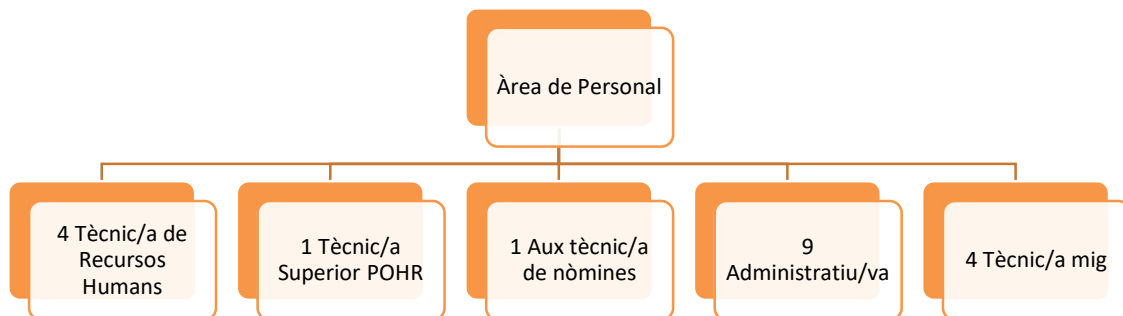 Àrea de Personal
4 Tècnic/a de
Recursos
Humans
1 Tècnic/a
Superior POHR
1 Aux tècnic/a
de nòmines
9
Administratiu/va
4 Tècnic/a mig